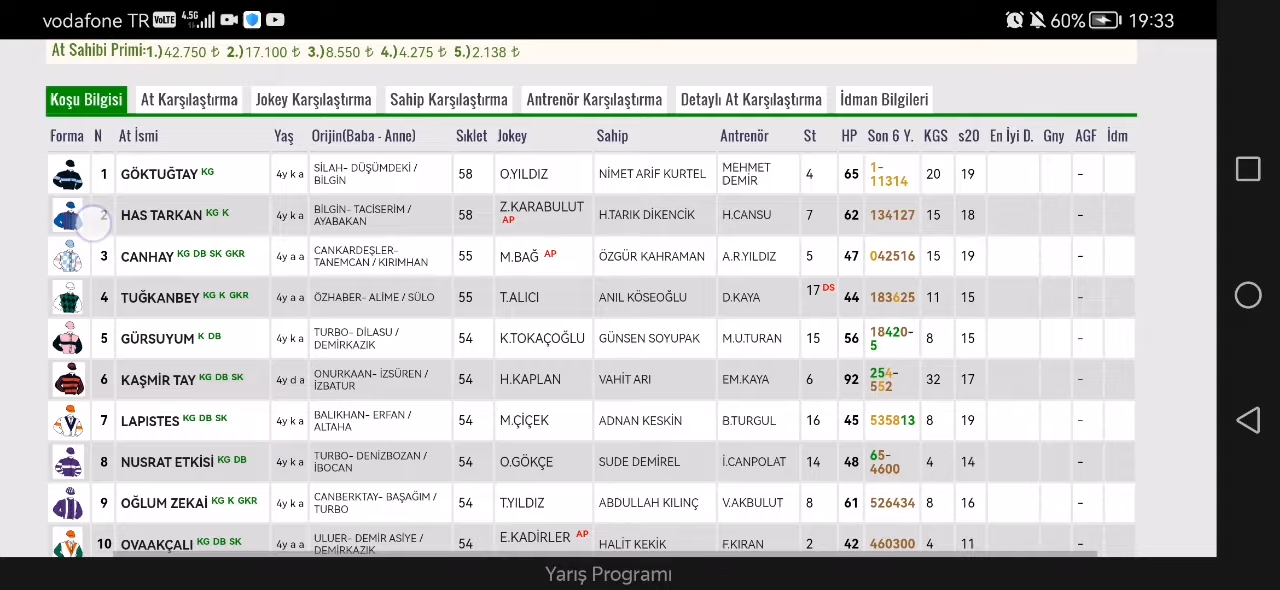 vodafone TR VoLTE 4.5G 60% 19:33
At Sahibi Primi:1.)42.750 ₺ 2.)17.100 ₺ 3.)8.550 ₺ 4.)4.275 ₺ 5.)2.138 ₺
Koşu Bilgisi At Karşılaştırma Jokey Karşılaştırma Sahip Karşılaştırma Antrenör Karşılaştırma Detaylı At Karşılaştırma İdman Bilgileri
Forma N At İsmi Yaş Orijin(Baba - Anne) Sıklet Jokey Sahip Antrenör St HP Son 6 Y. KGS s20 En İyi D. Gny AGF İdm
1 GÖKTUĞTAY KG 4y k a SİLAH- DÜŞÜMDEKİ / BİLGİN 58 O.YILDIZ NİMET ARİF KURTEL MEHMET DEMİR 4 65 1-11314 20 19 -
2 HAS TARKAN KG K 4y k a BİLGİN- TACİSERİM / AYABAKAN 58 Z.KARABULUT AP H.TARIK DİKENCİK H.CANSU 7 62 134127 15 18 -
3 CANHAY KG DB SK GKR 4y a a CANKARDEŞLER- TANEMCAN / KIRIMHAN 55 M.BAĞ AP ÖZGÜR KAHRAMAN A.R.YILDIZ 5 47 042516 15 19 -
4 TUĞKANBEY KG K GKR 4y a a ÖZHABER- ALİME / SÜLO 55 T.ALICI ANIL KÖSEOĞLU D.KAYA 17 DS 44 183625 11 15 -
5 GÜRSUYUM K DB 4y k a TURBO- DİLASU / DEMİRKAZIK 54 K.TOKAÇOĞLU GÜNSEN SOYUPAK M.U.TURAN 15 56 18420-5 8 15 -
6 KAŞMİR TAY KG DB SK 4y d a ONURKAAN- İZSÜREN / İZBATUR 54 H.KAPLAN VAHİT ARI EM.KAYA 6 92 254-552 32 17 -
7 LAPISTES KG DB SK 4y k a BALIKHAN- ERFAN / ALTAHA 54 M.ÇİÇEK ADNAN KESKİN B.TURGUL 16 45 535813 8 19 -
8 NUSRAT ETKİSİ KG DB 4y k a TURBO- DENİZBOZAN / İBOCAN 54 O.GÖKÇE SUDE DEMİREL İ.CANPOLAT 14 48 65-4600 4 14 -
9 OĞLUM ZEKAİ KG K GKR 4y k a CANBERKTAY- BAŞAĞIM / TURBO 54 T.YILDIZ ABDULLAH KILINÇ V.AKBULUT 8 61 526434 8 16 -
10 OVAAKÇALI KG DB SK 4y a a ULUER- DEMİR ASİYE / DEMİRKAZIK 54 E.KADİRLER AP HALİT KEKİK F.KIRAN 2 42 460300 4 11 -
Yarış Programı